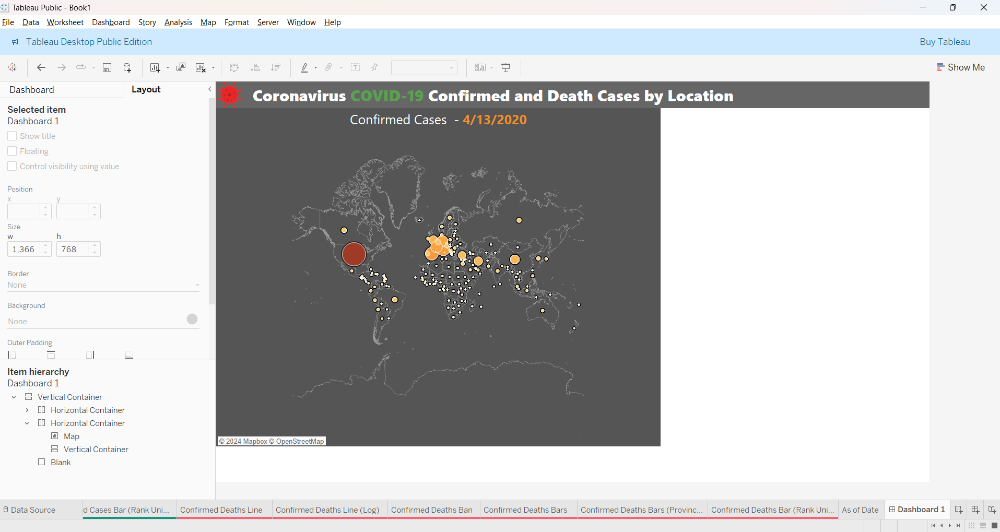 Tableau Public - Book1
File Data Worksheet Dashboard Story Analysis Map Format Server Window Help
Tableau Desktop Public Edition
Buy Tableau
Show Me
Dashboard
Layout
Coronavirus COVID-19 Confirmed and Death Cases by Location
Selected item
Dashboard 1
Show title
Floating
Control visibility using value
Position
x y
Size
w h
1,366 768
Border
None
Background
None
Outer Padding
Confirmed Cases - 4/13/2020
© 2024 Mapbox © OpenStreetMap
Item hierarchy
Dashboard 1
Vertical Container
Horizontal Container
Horizontal Container
Map
Vertical Container
Blank
Data Source
d Cases Bar (Rank Uni...
Confirmed Deaths Line
Confirmed Deaths Line (Log)
Confirmed Deaths Ban
Confirmed Deaths Bars
Confirmed Deaths Bars (Provinc...
Confirmed Deaths Bar (Rank Uni...
As of Date
Dashboard 1